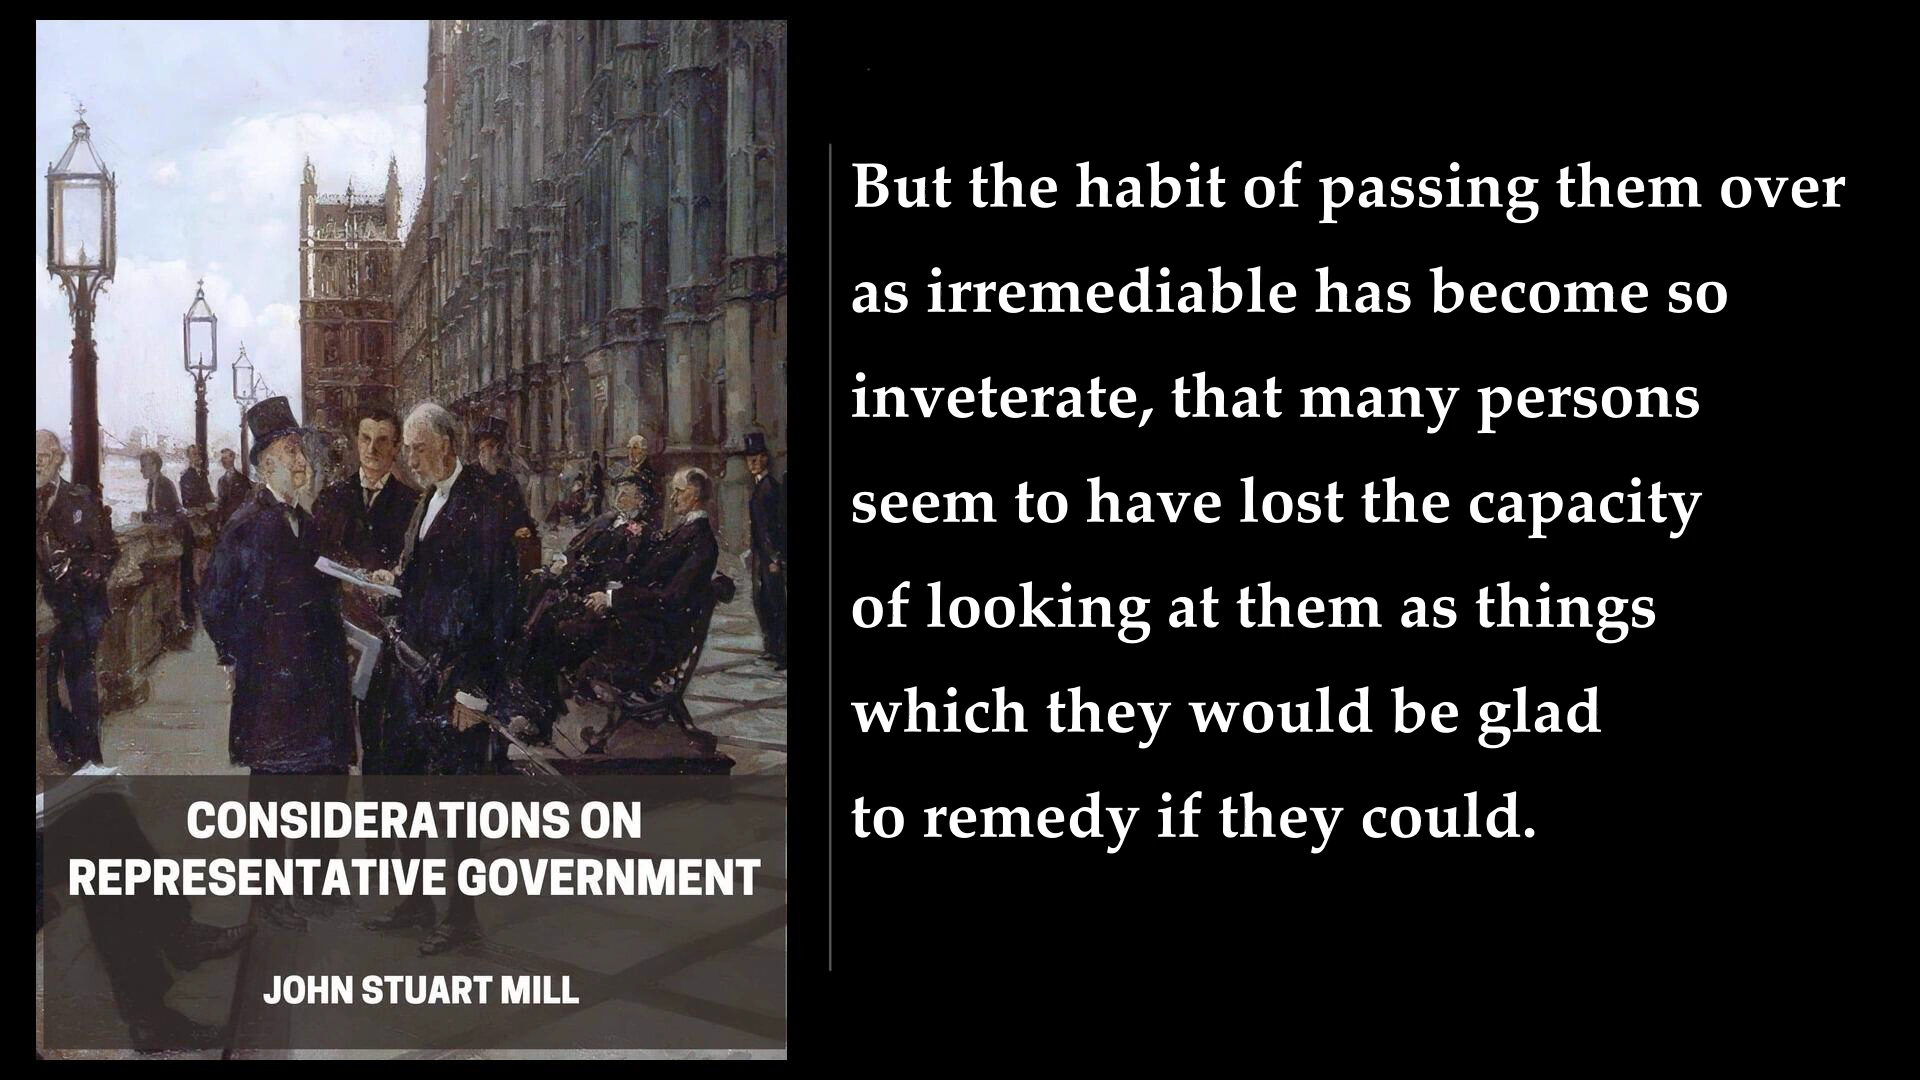 CONSIDERATIONS ON
REPRESENTATIVE GOVERNMENT
JOHN STUART MILL
But the habit of passing them over
as irremediable has become so
inveterate, that many persons
seem to have lost the capacity
of looking at them as things
which they would be glad
to remedy if they could.